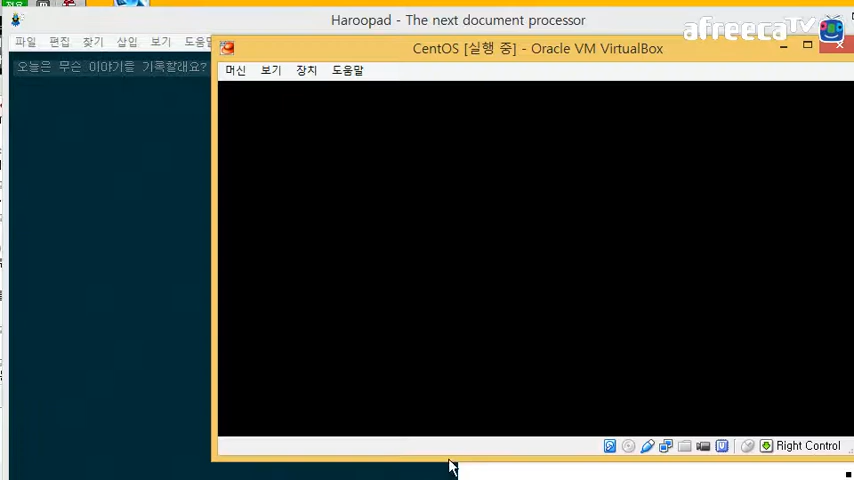 Haroopad - The next document processor
afreecaTV
파일 편집 찾기 삽입 보기 도움말
CentOS [실행 중] - Oracle VM VirtualBox
오늘은 무슨 이야기를 기록할래요?
머신 보기 장치 도움말
Right Control